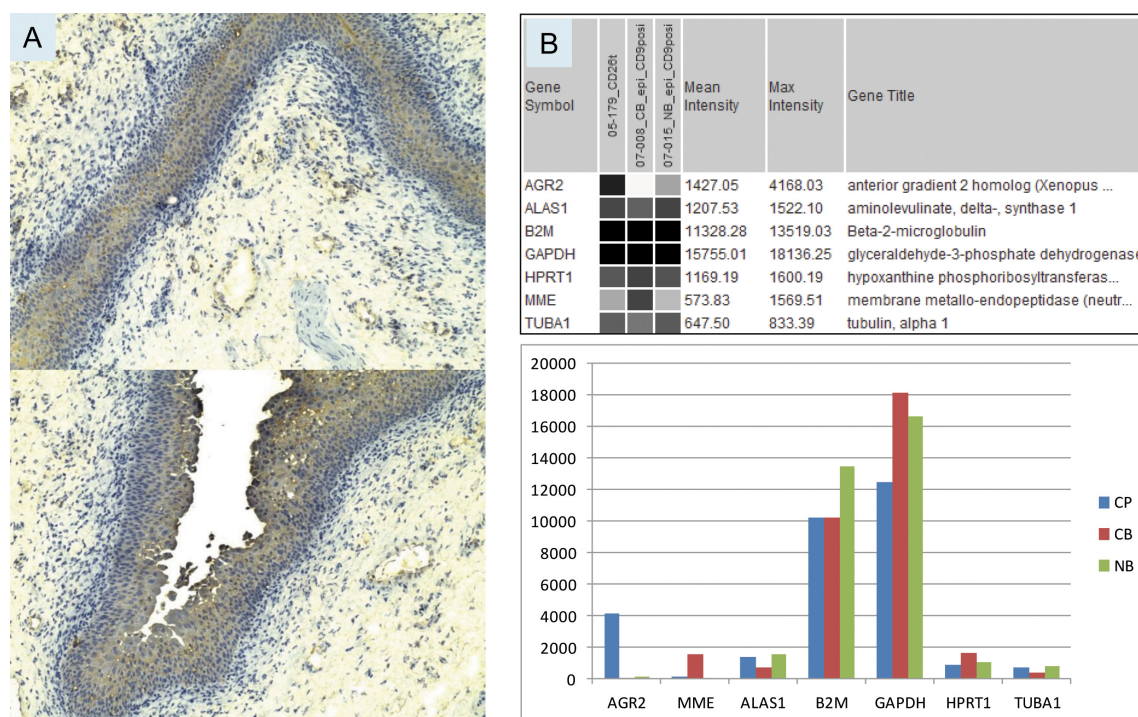 A
B
Gene Symbol
05-179_CD26t
07-008_CB_epi_CD9posi
07-015_NB_epi_CD9posi
Mean Intensity
Max Intensity
Gene Title
AGR2 1427.05 4168.03 anterior gradient 2 homolog (Xenopus ...
ALAS1 1207.53 1522.10 aminolevulinate, delta-, synthase 1
B2M 11328.28 13519.03 Beta-2-microglobulin
GAPDH 15755.01 18136.25 glyceraldehyde-3-phosphate dehydrogenase
HPRT1 1169.19 1600.19 hypoxanthine phosphoribosyltransferas...
MME 573.83 1569.51 membrane metallo-endopeptidase (neutr...
TUBA1 647.50 833.39 tubulin, alpha 1
20000
18000
16000
14000
12000
10000
8000
6000
4000
2000
0
AGR2 MME ALAS1 B2M GAPDH HPRT1 TUBA1
CP
CB
NB